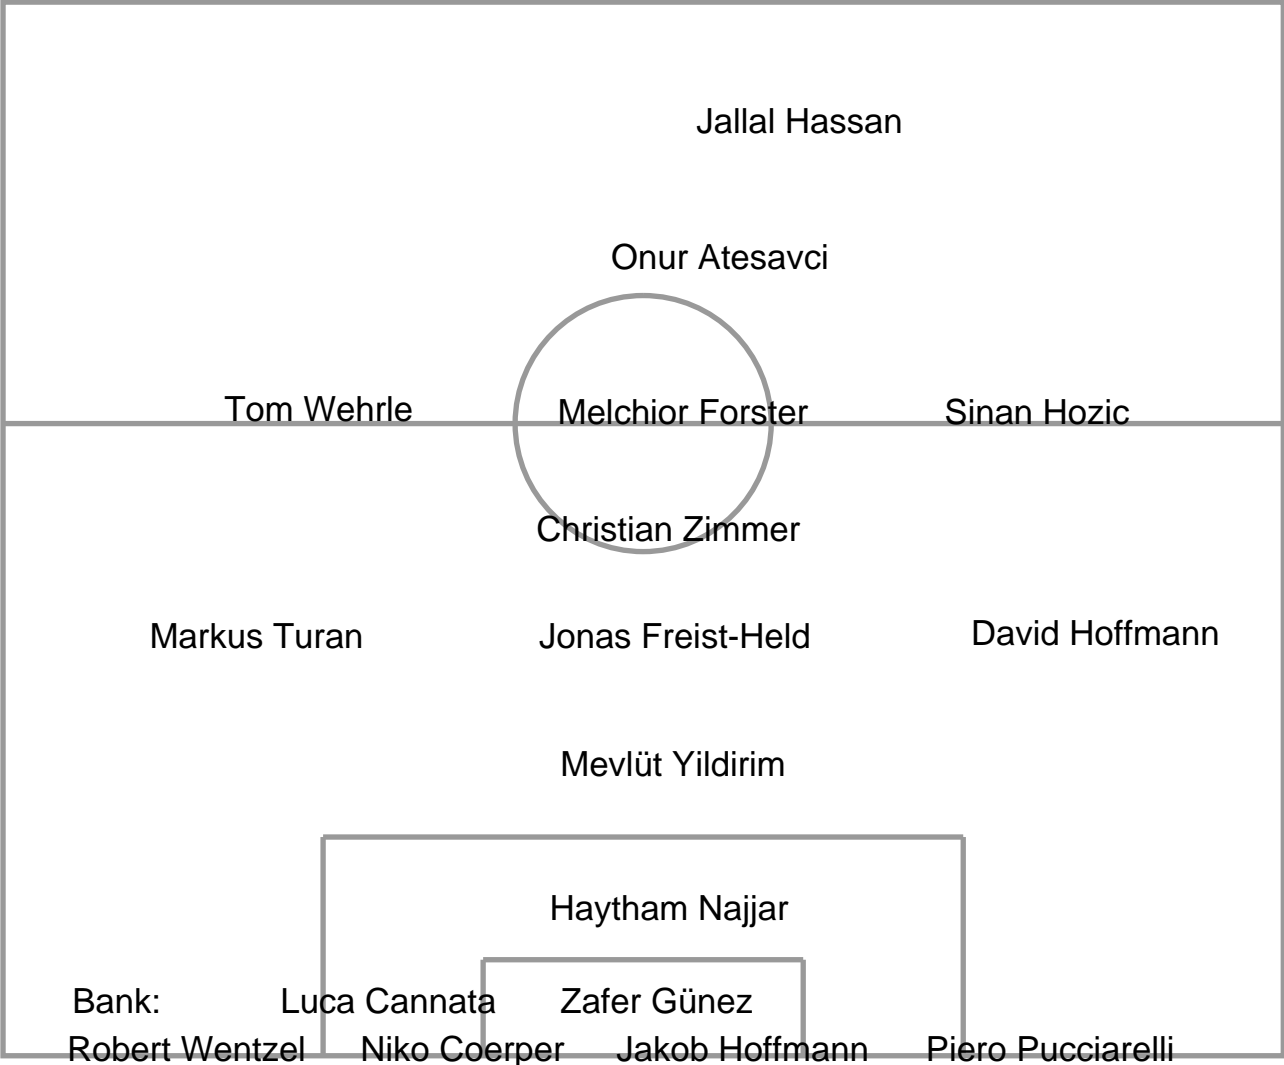 Jallal Hassan
Onur Atesavci
Tom Wehrle Melchior Forster Sinan Hozic
Christian Zimmer
Markus Turan Jonas Freist-Held David Hoffmann
Mevlüt Yildirim
Haytham Najjar
Bank: Luca Cannata Zafer Günez
Robert Wentzel Niko Coerper Jakob Hoffmann Piero Pucciarelli